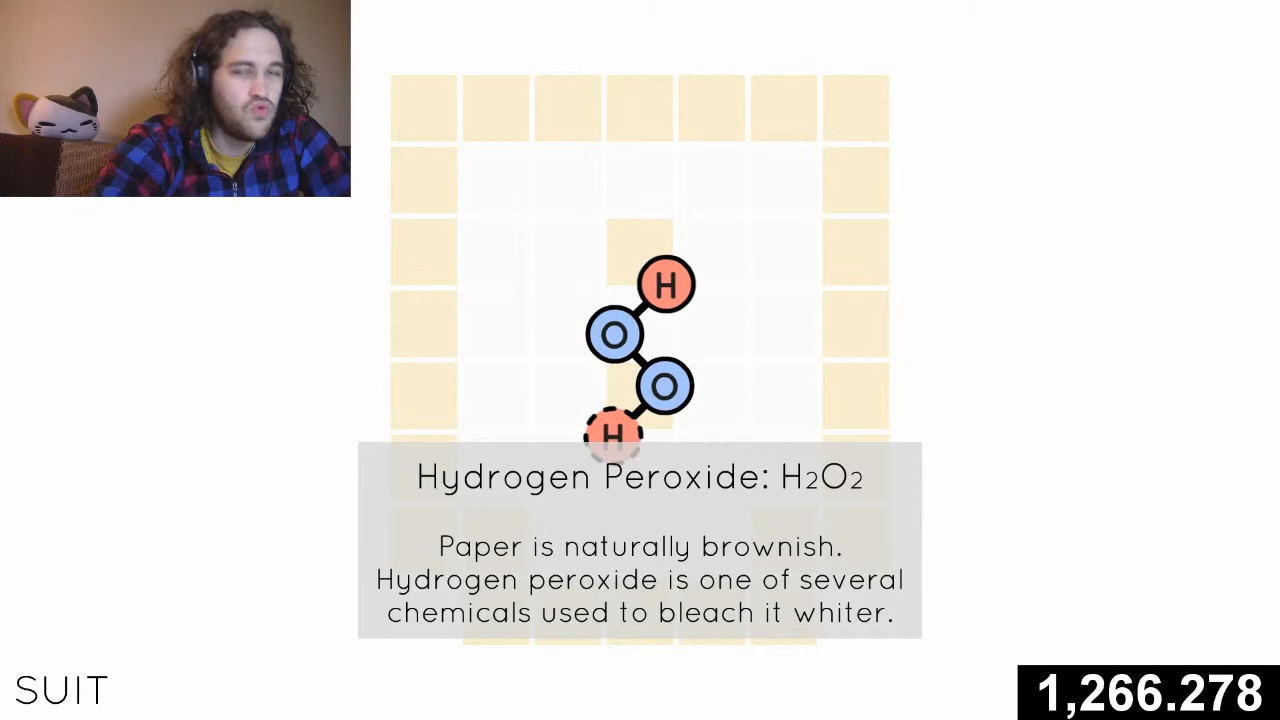 H
O
O
H
Hydrogen Peroxide: H2O2
Paper is naturally brownish.
Hydrogen peroxide is one of several
chemicals used to bleach it whiter.
SUIT
1,266.278